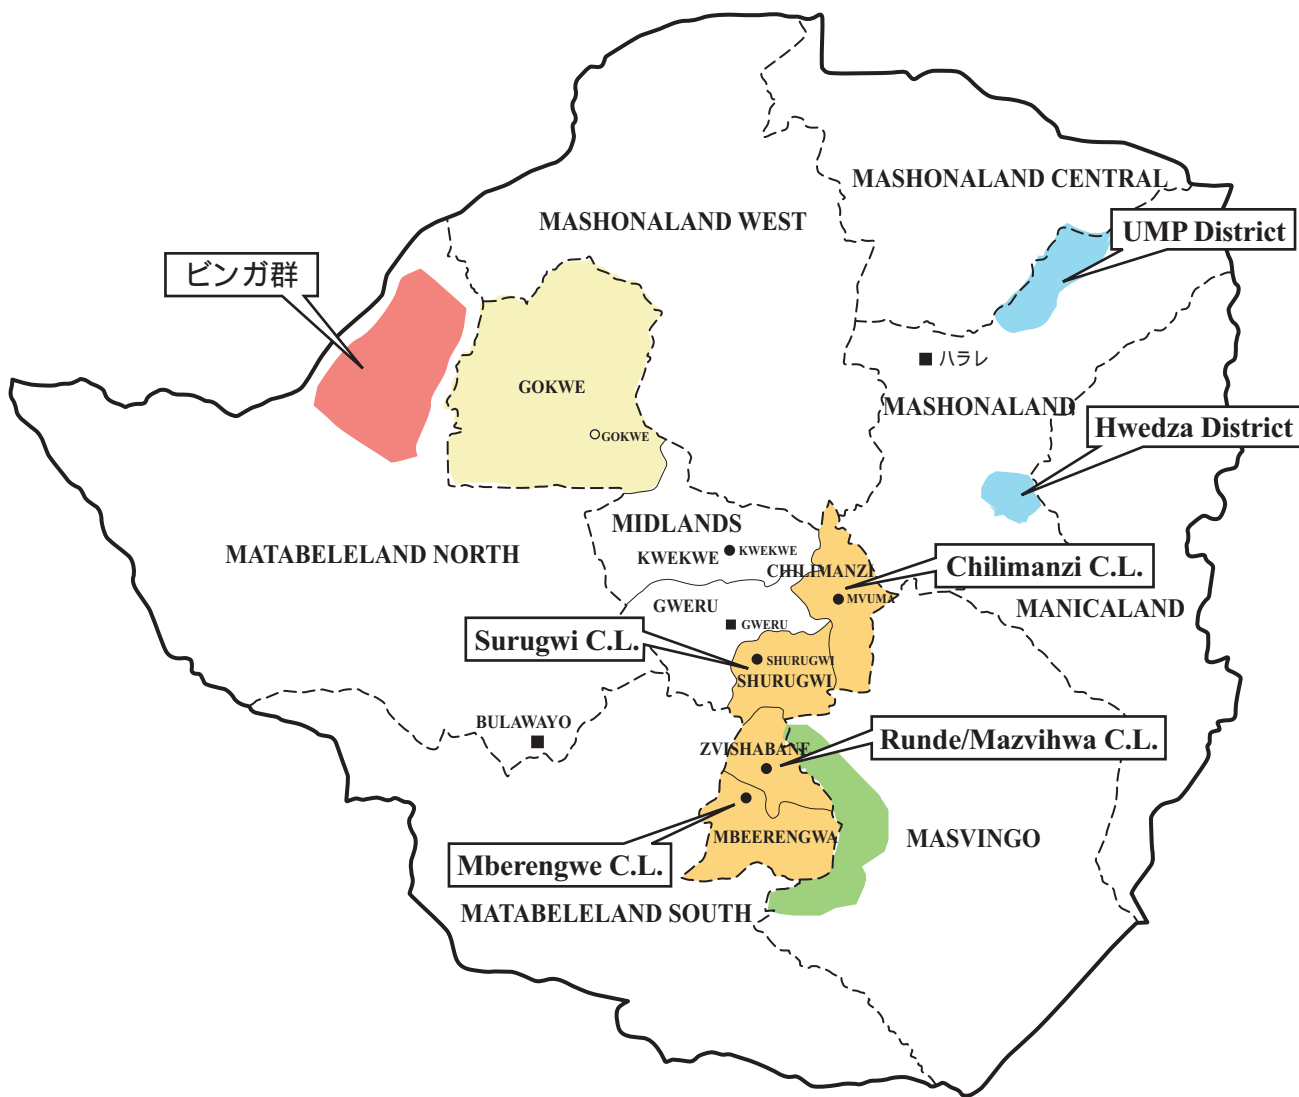 MASHONALAND CENTRAL
MASHONALAND WEST
UMP District
ビンガ群
ハラレ
GOKWE
MASHONALAND
GOKWE
Hwedza District
MIDLANDS
KWEKWE
KWEKWE
MATABELELAND NORTH
CHILIMANZI
Chilimanzi C.L.
GWERU
MVUMA
MANICALAND
GWERU
Surugwi C.L.
SHURUGWI
SHURUGWI
BULAWAYO
ZVISHABANE
Runde/Mazvihwa C.L.
MBEERENGWA
MASVINGO
Mberengwe C.L.
MATABELELAND SOUTH